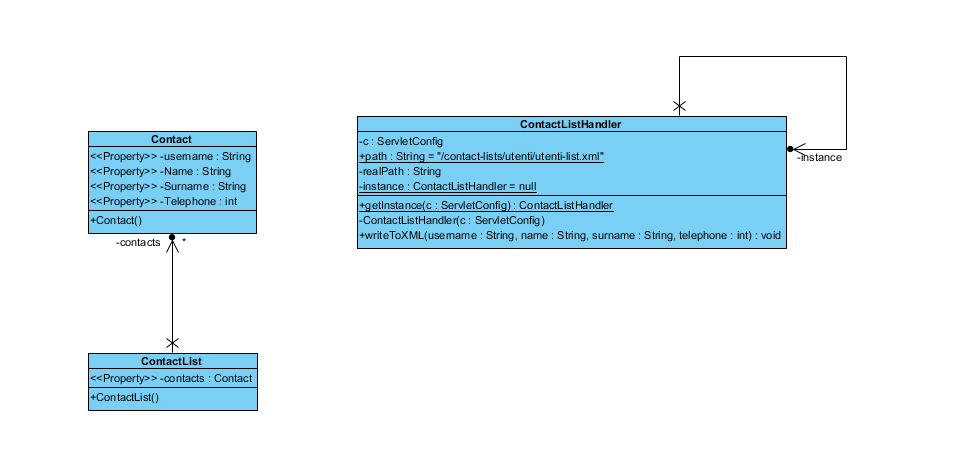 Contact
<<Property>> -username : String
<<Property>> -Name : String
<<Property>> -Surname : String
<<Property>> -Telephone : int
+Contact()
-contacts
*
ContactList
<<Property>> -contacts : Contact
+ContactList()
ContactListHandler
-c : ServletConfig
+path : String = "/contact-lists/utenti/utenti-list.xml"
-realPath : String
-instance : ContactListHandler = null
+getInstance(c : ServletConfig) : ContactListHandler
-ContactListHandler(c : ServletConfig)
+writeToXML(username : String, name : String, surname : String, telephone : int) : void
-instance